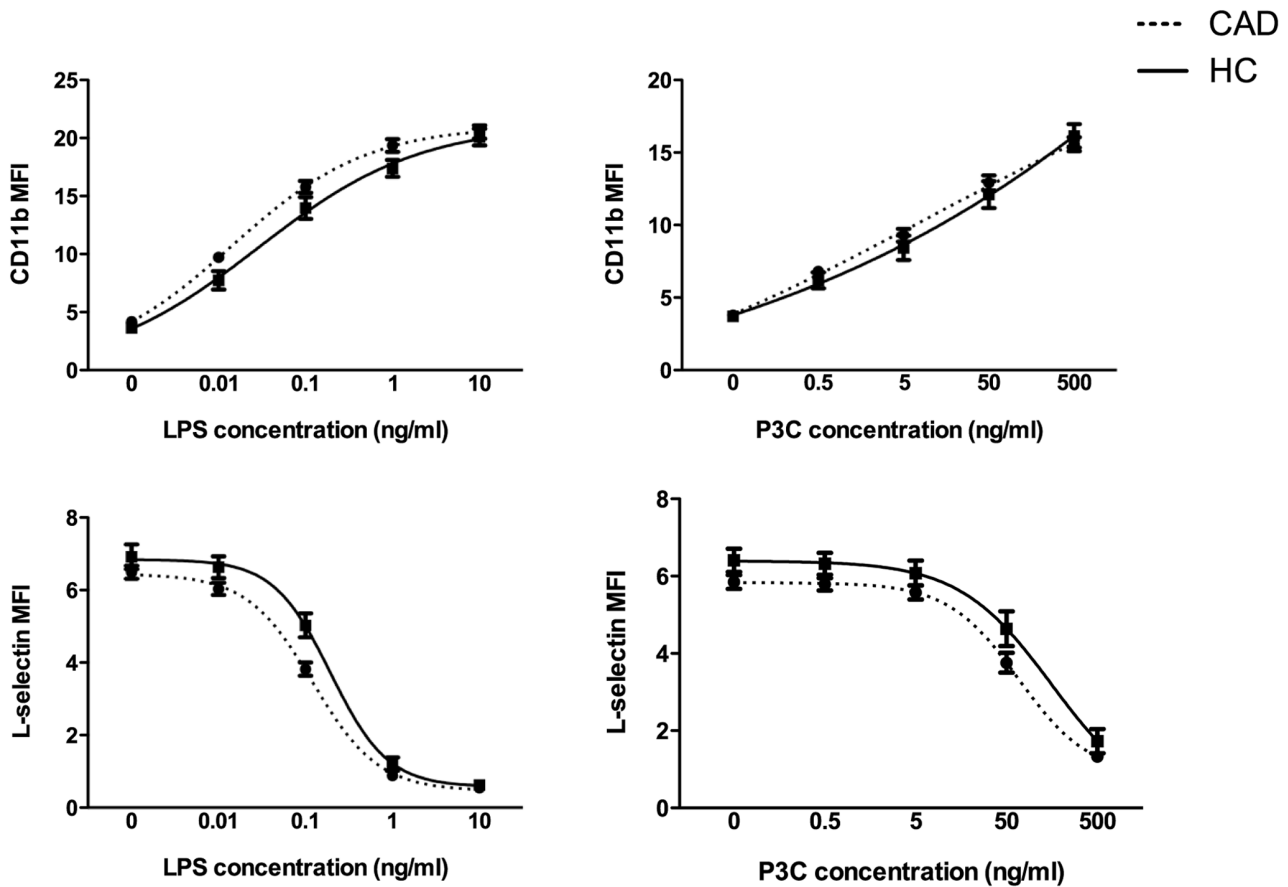 CAD
HC
25
20
15
10
5
0
CD11b MFI
0 0.01 0.1 1 10
LPS concentration (ng/ml)
20
15
10
5
0
CD11b MFI
0 0.5 5 50 500
P3C concentration (ng/ml)
8
6
4
2
0
L-selectin MFI
0 0.01 0.1 1 10
LPS concentration (ng/ml)
8
6
4
2
0
L-selectin MFI
0 0.5 5 50 500
P3C concentration (ng/ml)